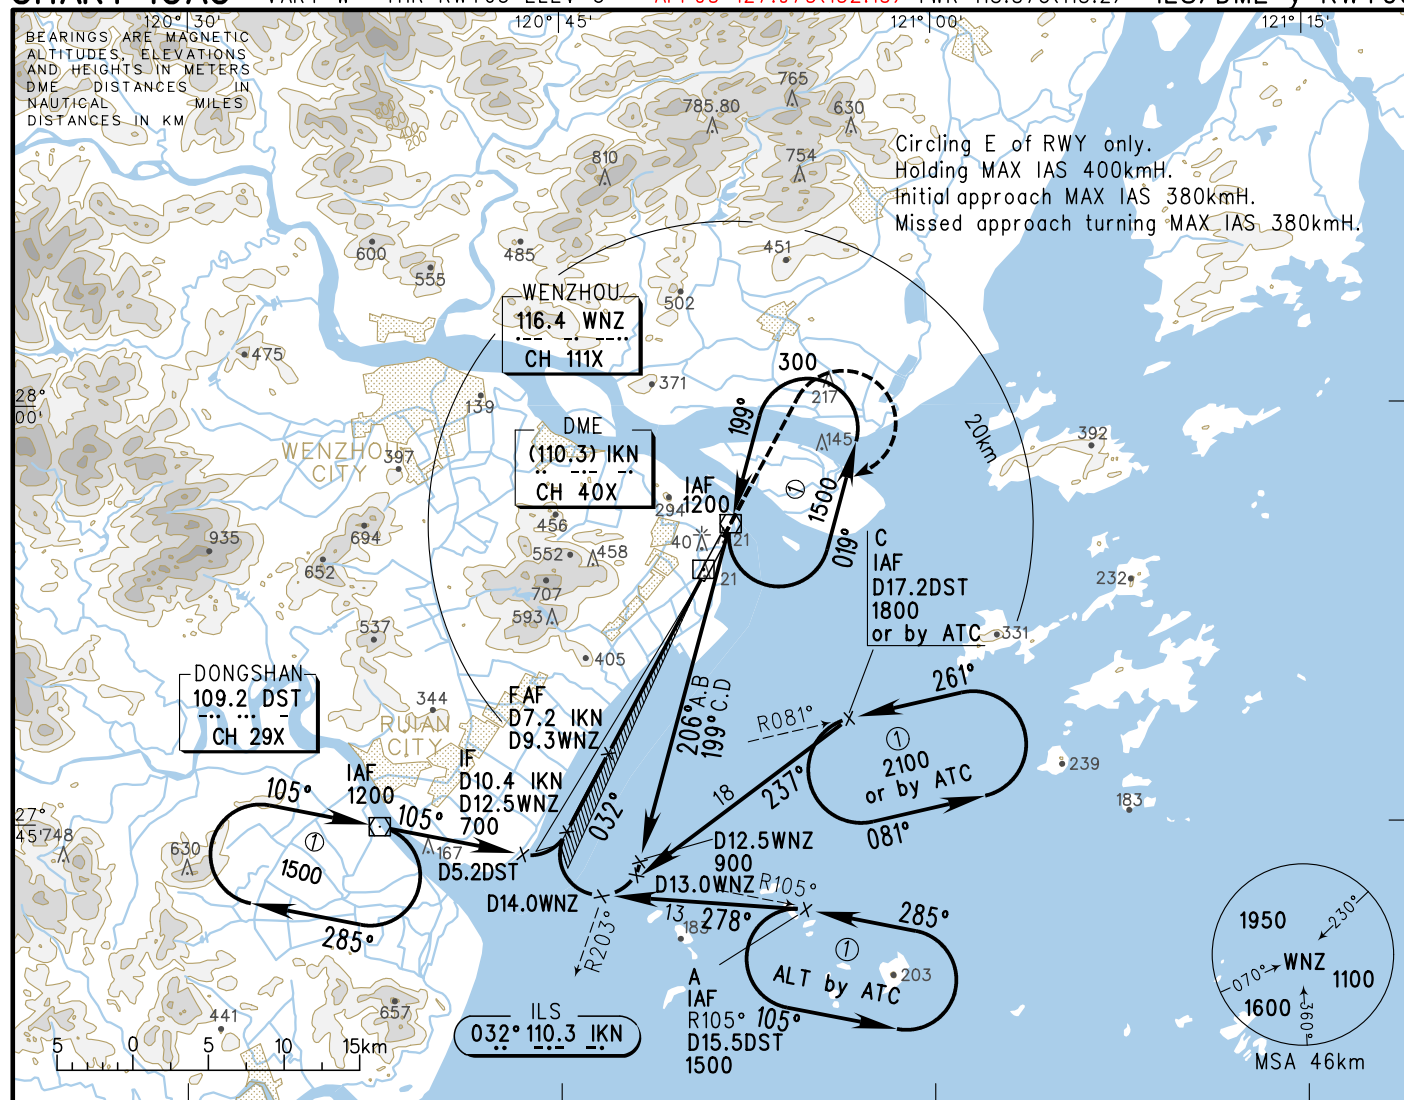 120° 30'
120° 45'
121° 00'
121° 15'
BEARINGS ARE MAGNETIC
ALTITUDES, ELEVATIONS
AND HEIGHTS IN METERS
DME DISTANCES IN
NAUTICAL MILES
DISTANCES IN KM
765
785.80
630
810
754
Circling E of RWY only.
Holding MAX IAS 400kmH.
Initial approach MAX IAS 380kmH.
Missed approach turning MAX IAS 380kmH.
600
485
451
555
502
WENZHOU
116.4 WNZ
CH 111X
475
371
300
217
139
28°
00'
199°
20km
392
DME
(110.3) IKN
CH 40X
145
WENZHOU
CITY
397
IAF
1200
294
1500
019°
456
694
935
652
552
458
40
21
21
707
593
C
IAF
D17.2DST
1800
or by ATC
232
331
537
405
DONGSHAN
109.2 DST
CH 29X
344
RUIAN
CITY
FAF
D7.2 IKN
D9.3WNZ
206° A.B
199° C.D
261°
R081°
1
2100
or by ATC
081°
239
183
IF
D10.4 IKN
D12.5WNZ
700
IAF
1200
105°
105°
18
237°
032°
27°
45'
748
630
1
1500
167
D5.2DST
285°
D12.5WNZ
900
D13.0WNZ
R105°
D14.0WNZ
13
278°
183
285°
R203°
1
ALT by ATC
203
105°
A
IAF
R105°
D15.5DST
1500
1950
230°
WNZ
070°
1100
1600
360°
MSA 46km
657
441
ILS
032° 110.3 IKN
5 0 5 10 15km